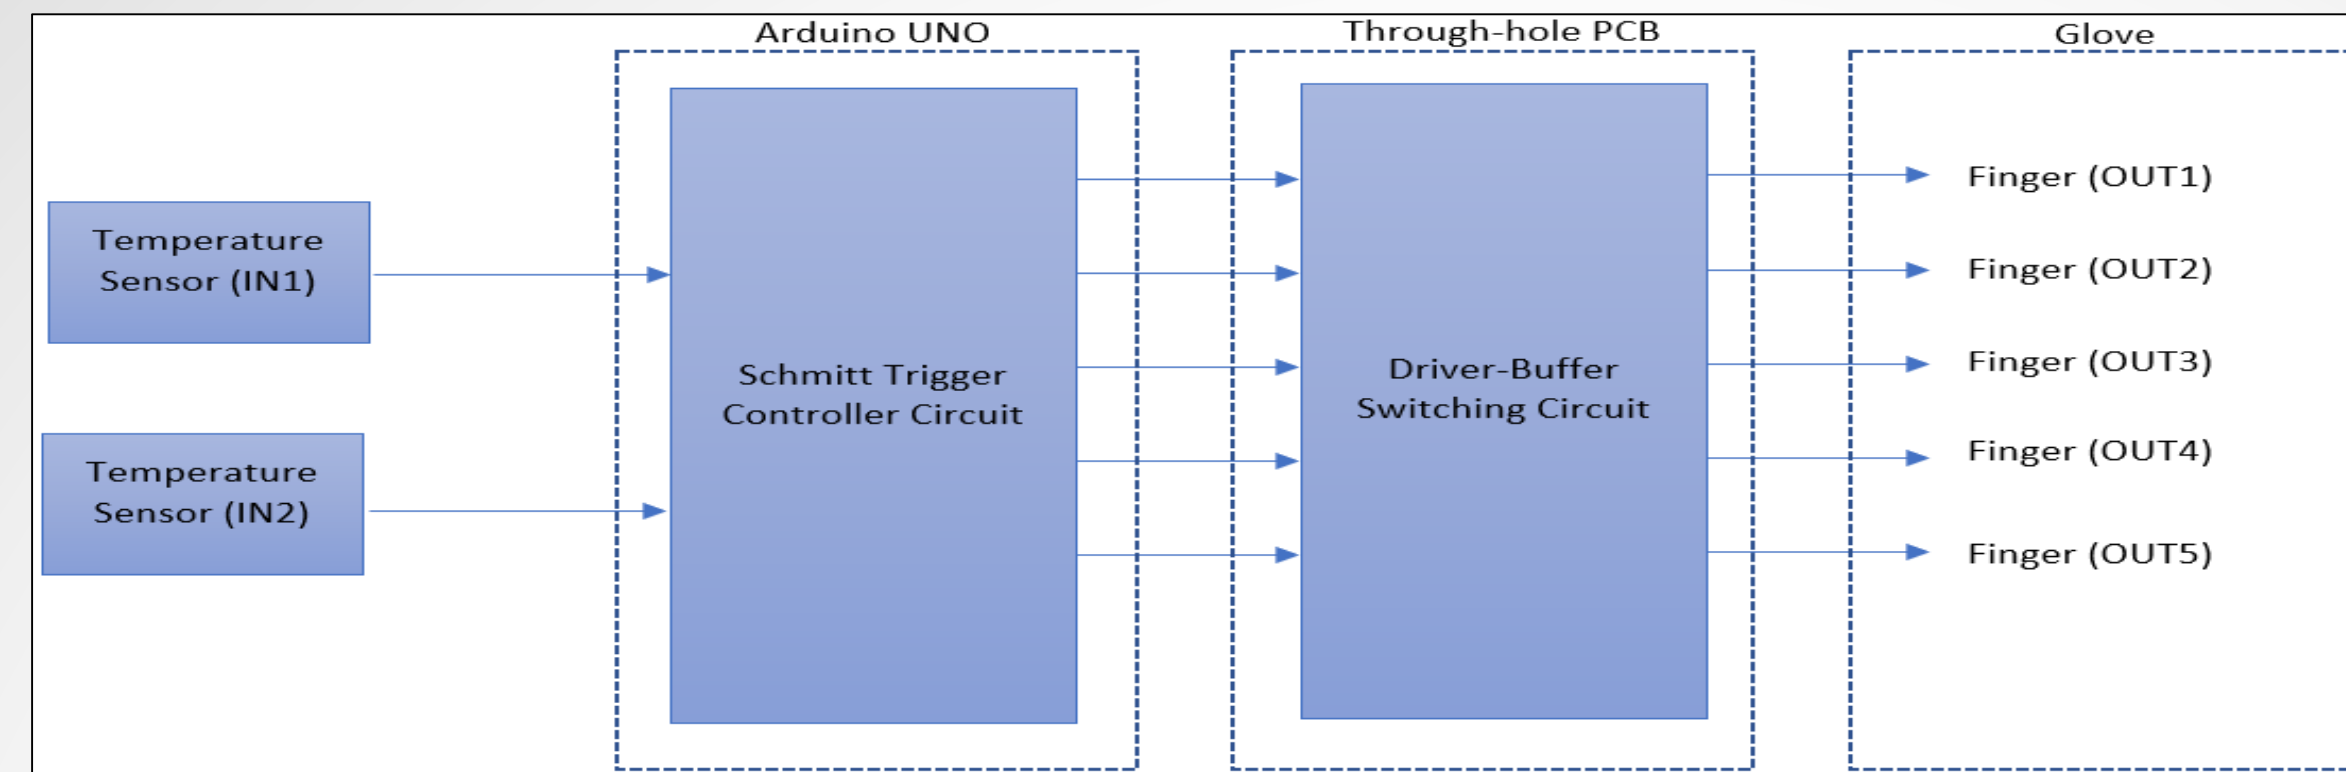 Arduino UNO
Through-hole PCB
Glove
Temperature
Sensor (IN1)
Temperature
Sensor (IN2)
Schmitt Trigger
Controller Circuit
Driver-Buffer
Switching Circuit
Finger (OUT1)
Finger (OUT2)
Finger (OUT3)
Finger (OUT4)
Finger (OUT5)